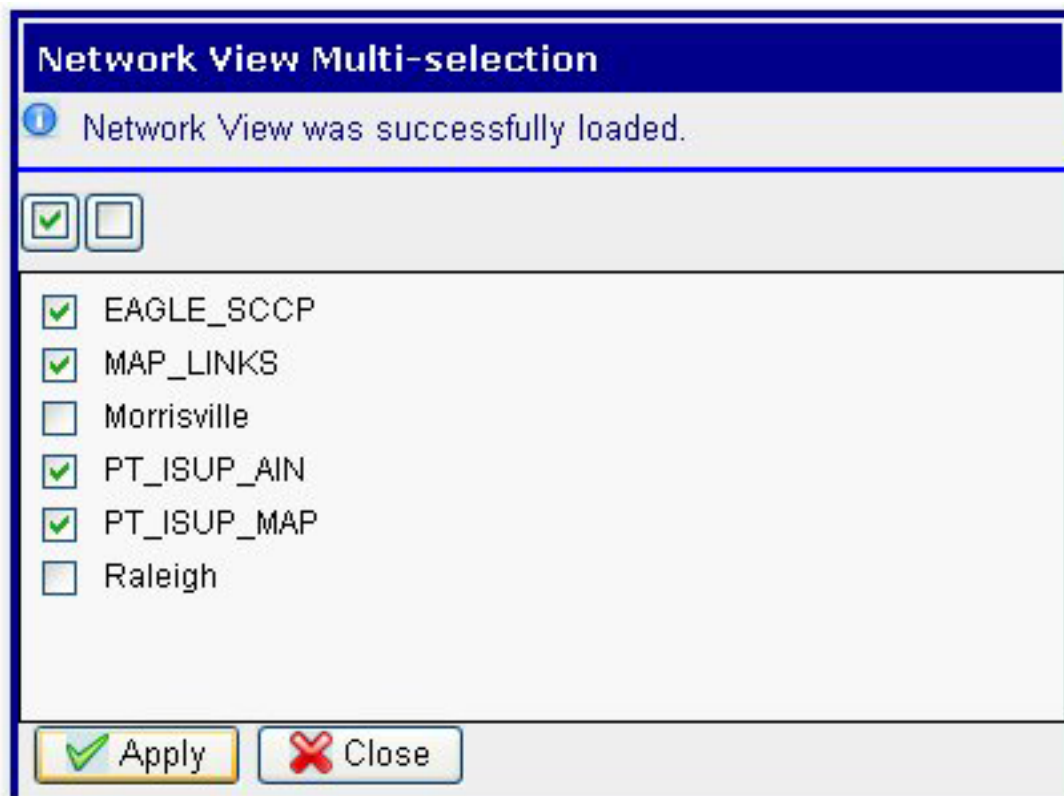 Network View Multi-selection
Network View was successfully loaded.
EAGLE_SCCP
MAP_LINKS
Morrisville
PT_ISUP_AIN
PT_ISUP_MAP
Raleigh
Apply Close